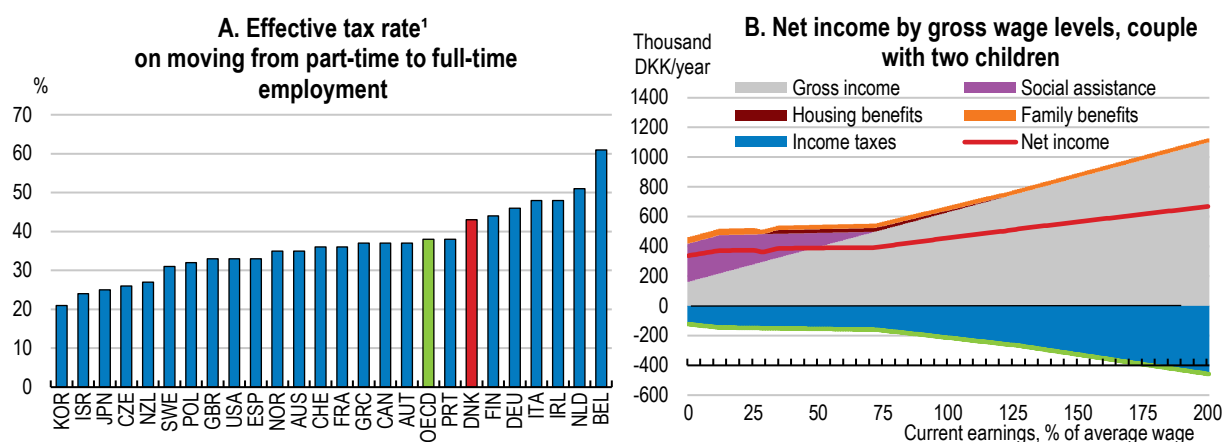 A. Effective tax rate¹
on moving from part-time to full-time
employment
%
70
60
50
40
30
20
10
0
KOR ISR JPN CZE NZL SWE POL GBR USA ESP NOR AUS CHE FRA GRC CAN AUT OECD PRT DNK FIN DEU ITA IRL NLD BEL
B. Net income by gross wage levels, couple
with two children
Thousand
DKK/year
Gross income Social assistance
Housing benefits Family benefits
Income taxes Net income
1400
1200
1000
800
600
400
200
0
-200
-400
-600
0 25 50 75 100 125 150 175 200
Current earnings, % of average wage